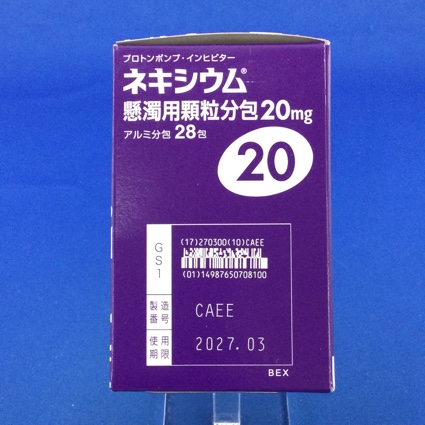 プロトンポンプ・インヒビター
ネキシウム®
懸濁用顆粒分包20mg
アルミ分包 28包
20
GS1
(17)270300(10)CAEE
(01)14987650708100
製造番号 CAEE
使用期限 2027.03
BEX